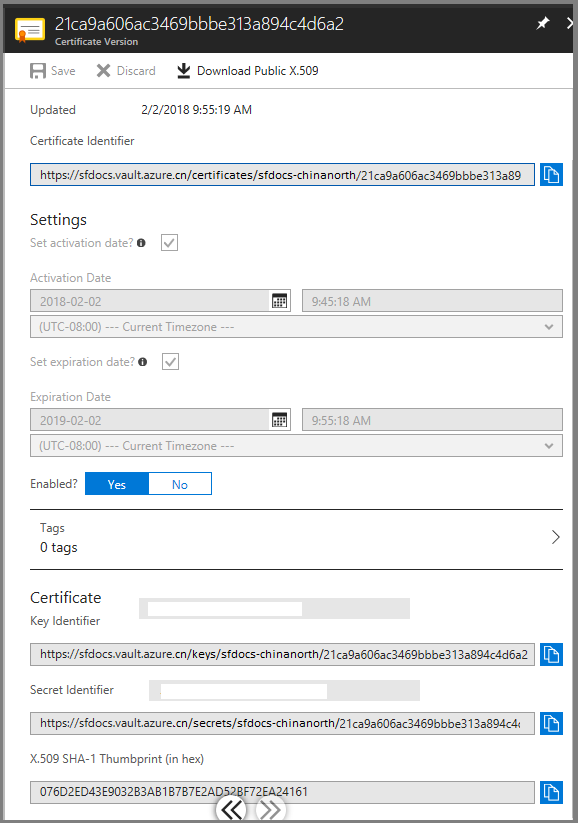 21ca9a606ac3469bbbe313a894c4d6a2
Certificate Version
Save Discard Download Public X.509
Updated 2/2/2018 9:55:19 AM
Certificate Identifier
https://sfdocs.vault.azure.cn/certificates/sfdocs-chinanorth/21ca9a606ac3469bbbe313a89
Settings
Set activation date?
Activation Date
2018-02-02 9:45:18 AM
(UTC-08:00) --- Current Timezone ---
Set expiration date?
Expiration Date
2019-02-02 9:55:18 AM
(UTC-08:00) --- Current Timezone ---
Enabled? Yes No
Tags
0 tags
Certificate
Key Identifier
https://sfdocs.vault.azure.cn/keys/sfdocs-chinanorth/21ca9a606ac3469bbbe313a894c4d6a2
Secret Identifier
https://sfdocs.vault.azure.cn/secrets/sfdocs-chinanorth/21ca9a606ac3469bbbe313a894c4
X.509 SHA-1 Thumbprint (in hex)
076D2ED43E9032B3AB1B7B7E2AD52BF72EA24161